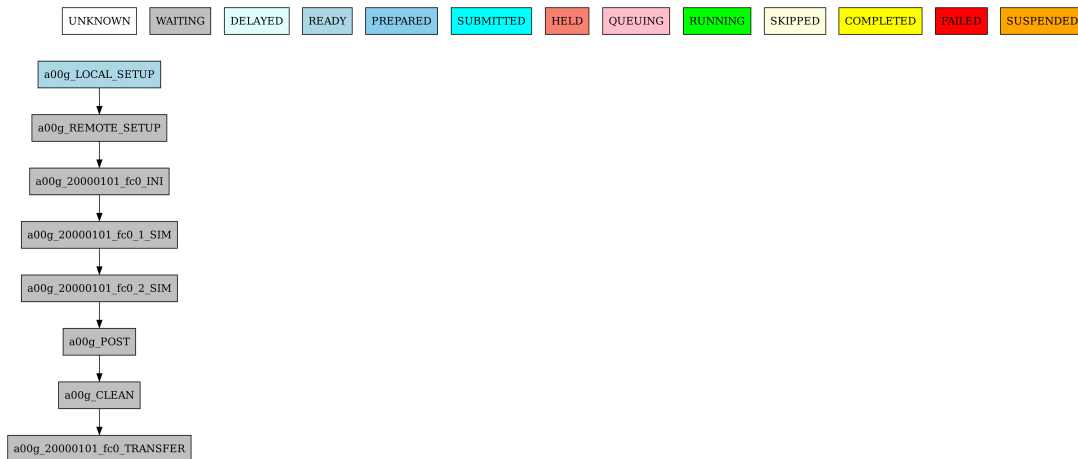 UNKNOWN WAITING DELAYED READY PREPARED SUBMITTED HELD QUEUING RUNNING SKIPPED COMPLETED FAILED SUSPENDED
a00g_LOCAL_SETUP
a00g_REMOTE_SETUP
a00g_20000101_fc0_INI
a00g_20000101_fc0_1_SIM
a00g_20000101_fc0_2_SIM
a00g_POST
a00g_CLEAN
a00g_20000101_fc0_TRANSFER